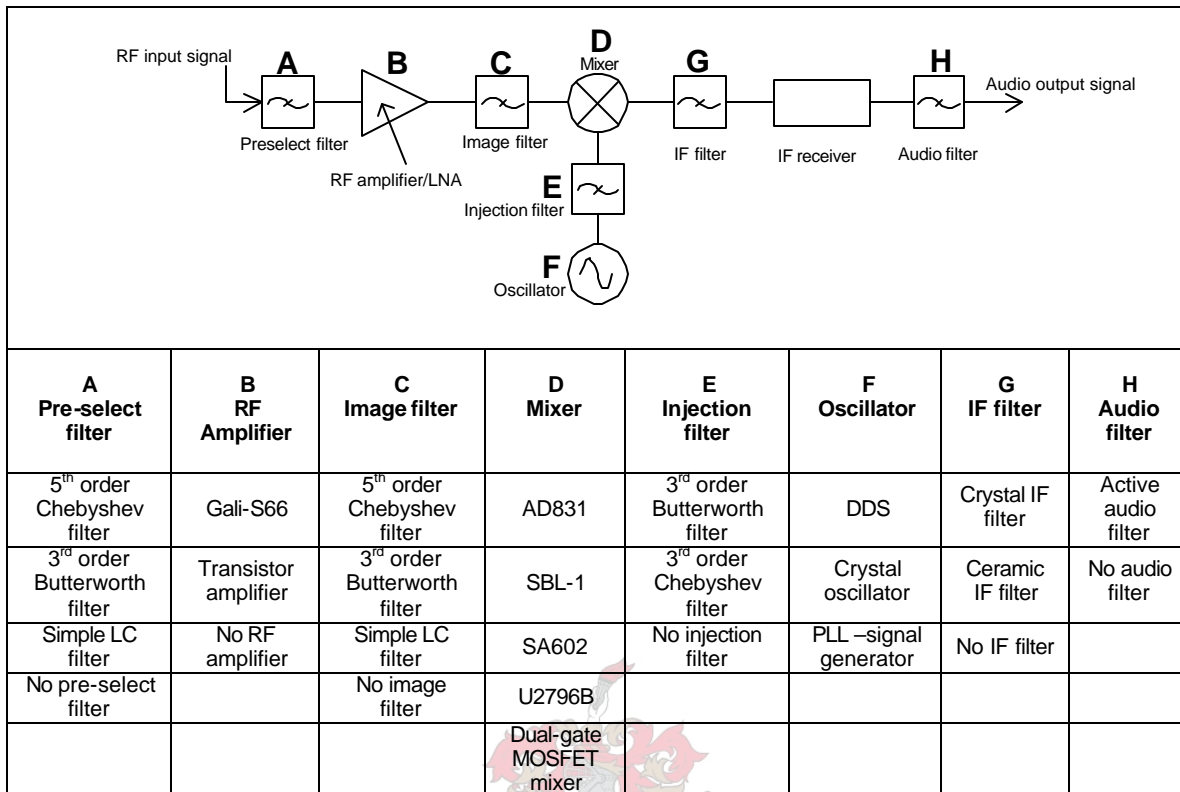 RF input signal
A
B
C
D
Mixer
G
H
Audio output signal
Preselect filter
Image filter
IF filter
IF receiver
Audio filter
RF amplifier/LNA
E
Injection filter
F
Oscillator
A
Pre-select
filter
B
RF
Amplifier
C
Image filter
D
Mixer
E
Injection
filter
F
Oscillator
G
IF filter
H
Audio
filter
5th order
Chebyshev
filter
Gali-S66
5th order
Chebyshev
filter
AD831
3rd order
Butterworth
filter
DDS
Crystal IF
filter
Active
audio
filter
3rd order
Butterworth
filter
Transistor
amplifier
3rd order
Butterworth
filter
SBL-1
3rd order
Chebyshev
filter
Crystal
oscillator
Ceramic
IF filter
No audio
filter
Simple LC
filter
No RF
amplifier
Simple LC
filter
SA602
No injection
filter
PLL –signal
generator
No IF filter
No pre-select
filter
No image
filter
U2796B
Dual-gate
MOSFET
mixer